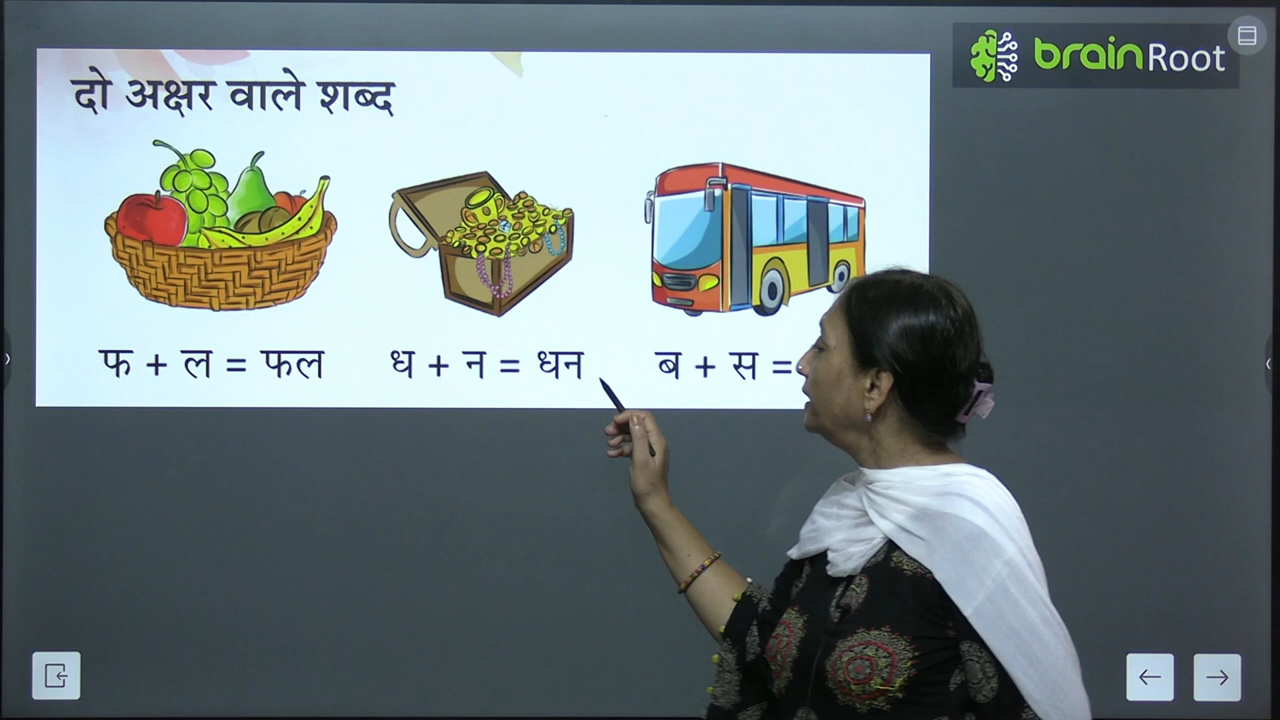 brainRoot
दो अक्षर वाले शब्द
फ + ल = फल ध + न = धन ब + स =